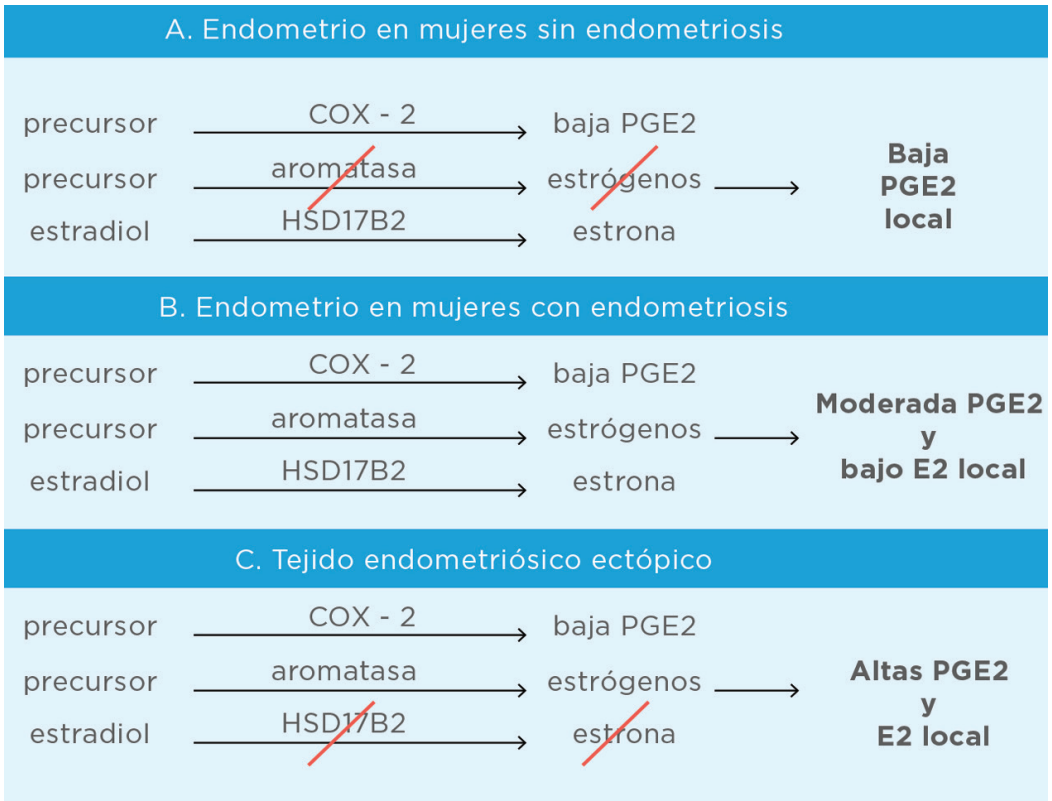 A. Endometrio en mujeres sin endometriosis
precursor COX - 2 baja PGE2
precursor aromatasa estrógenos
estradiol HSD17B2 estrona
Baja
PGE2
local
B. Endometrio en mujeres con endometriosis
precursor COX - 2 baja PGE2
precursor aromatasa estrógenos
estradiol HSD17B2 estrona
Moderada PGE2
y
bajo E2 local
C. Tejido endometriósico ectópico
precursor COX - 2 baja PGE2
precursor aromatasa estrógenos
estradiol HSD17B2 estrona
Altas PGE2
y
E2 local